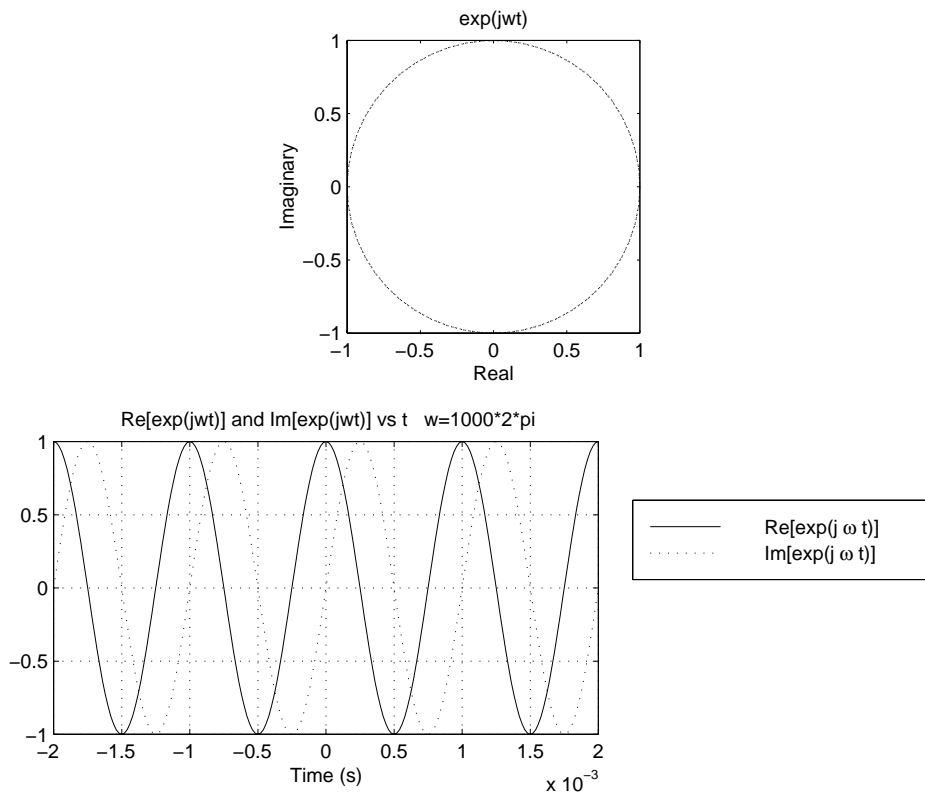 exp(jwt)
1
0.5
0
−0.5
−1
Imaginary
−1 −0.5 0 0.5 1
Real
Re[exp(jwt)] and Im[exp(jwt)] vs t w=1000*2*pi
1
0.5
0
−0.5
−1
−2 −1.5 −1 −0.5 0 0.5 1 1.5 2
Time (s)
x 10−3
Re[exp(j ω t)]
Im[exp(j ω t)]